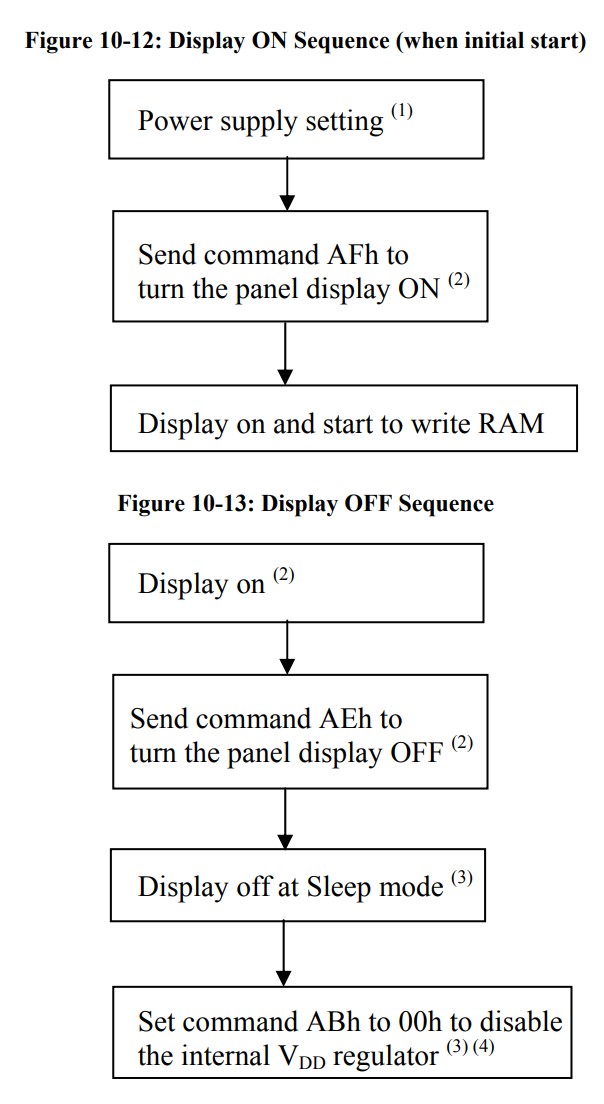 Figure 10-12: Display ON Sequence (when initial start)
Power supply setting (1)
Send command AFh to
turn the panel display ON (2)
Display on and start to write RAM
Figure 10-13: Display OFF Sequence
Display on (2)
Send command AEh to
turn the panel display OFF (2)
Display off at Sleep mode (3)
Set command ABh to 00h to disable
the internal VDD regulator (3) (4)